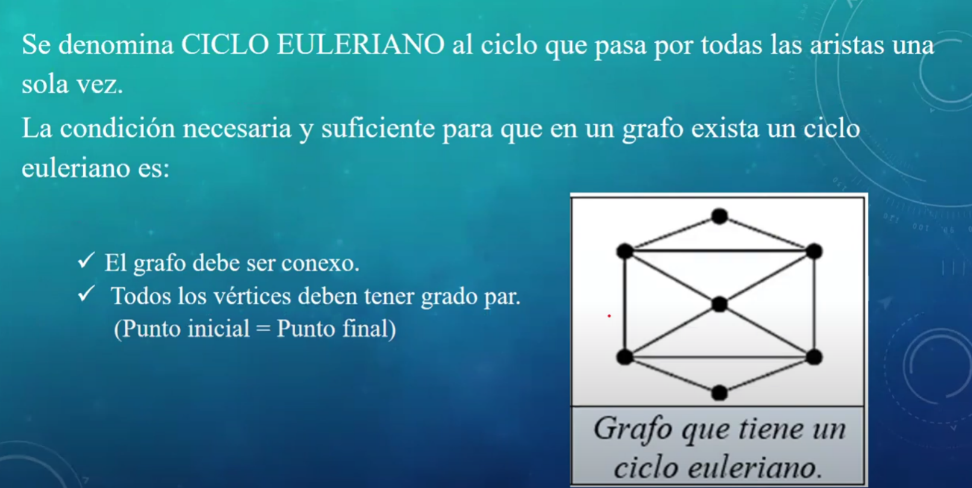 Se denomina CICLO EULERIANO al ciclo que pasa por todas las aristas una
sola vez.
La condición necesaria y suficiente para que en un grafo exista un ciclo
euleriano es:
✓ El grafo debe ser conexo.
✓ Todos los vértices deben tener grado par.
(Punto inicial = Punto final)
Grafo que tiene un
ciclo euleriano.